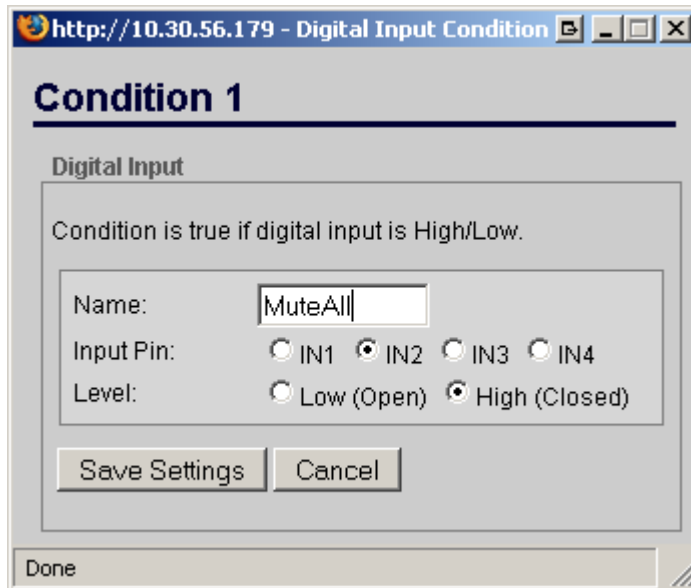 http://10.30.56.179 - Digital Input Condition
Condition 1
Digital Input
Condition is true if digital input is High/Low.
Name: MuteAll
Input Pin: IN1 IN2 IN3 IN4
Level: Low (Open) High (Closed)
Save Settings Cancel
Done